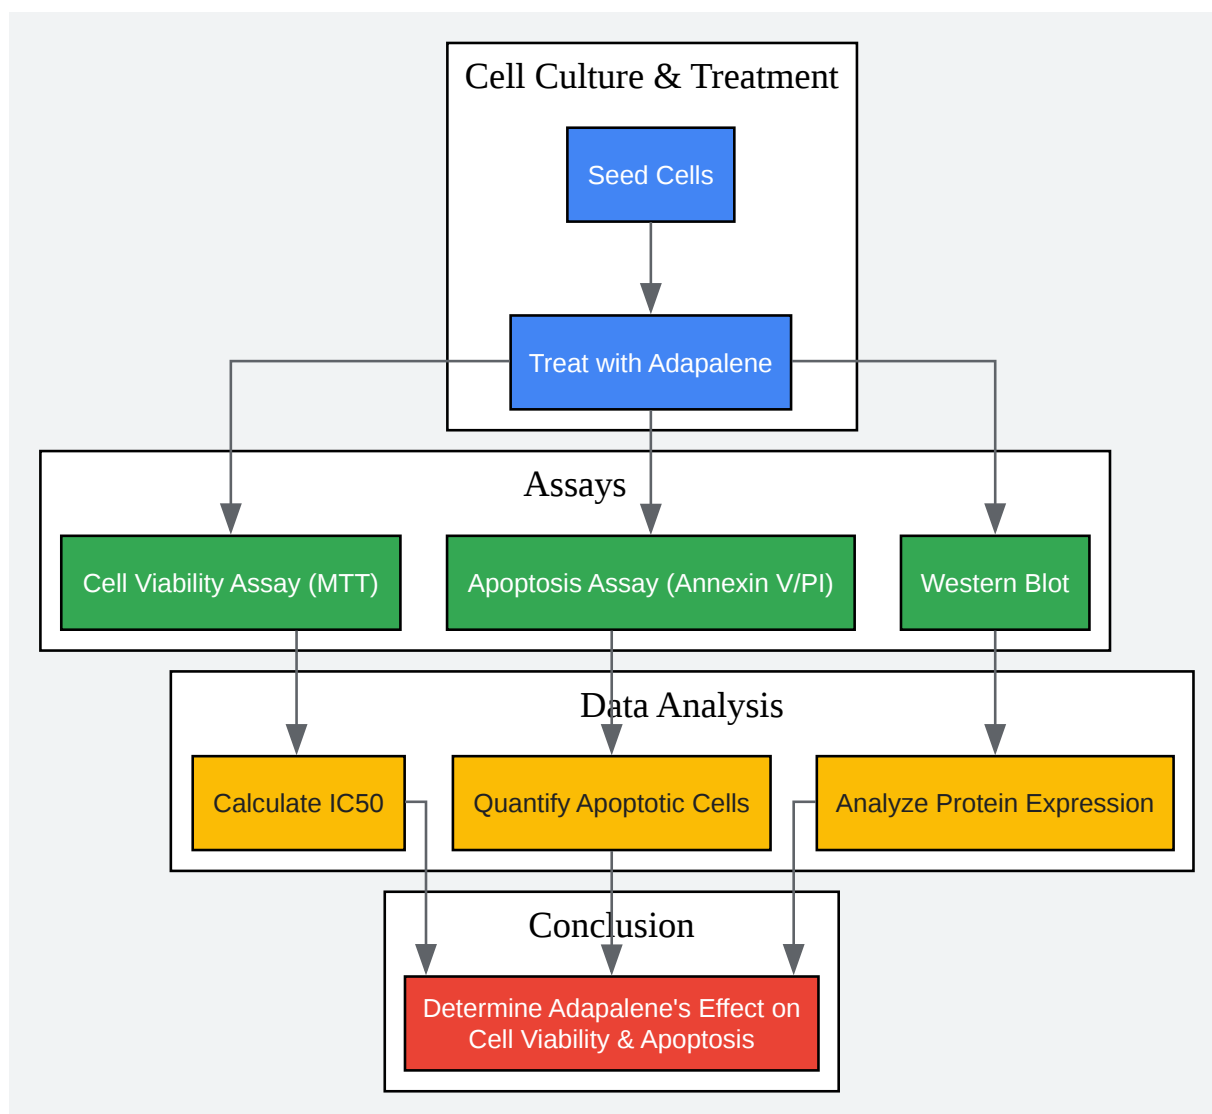 Cell Culture & Treatment
Seed Cells
Treat with Adapalene
Assays
Cell Viability Assay (MTT)
Apoptosis Assay (Annexin V/PI)
Western Blot
Data Analysis
Calculate IC50
Quantify Apoptotic Cells
Analyze Protein Expression
Conclusion
Determine Adapalene's Effect on
Cell Viability & Apoptosis